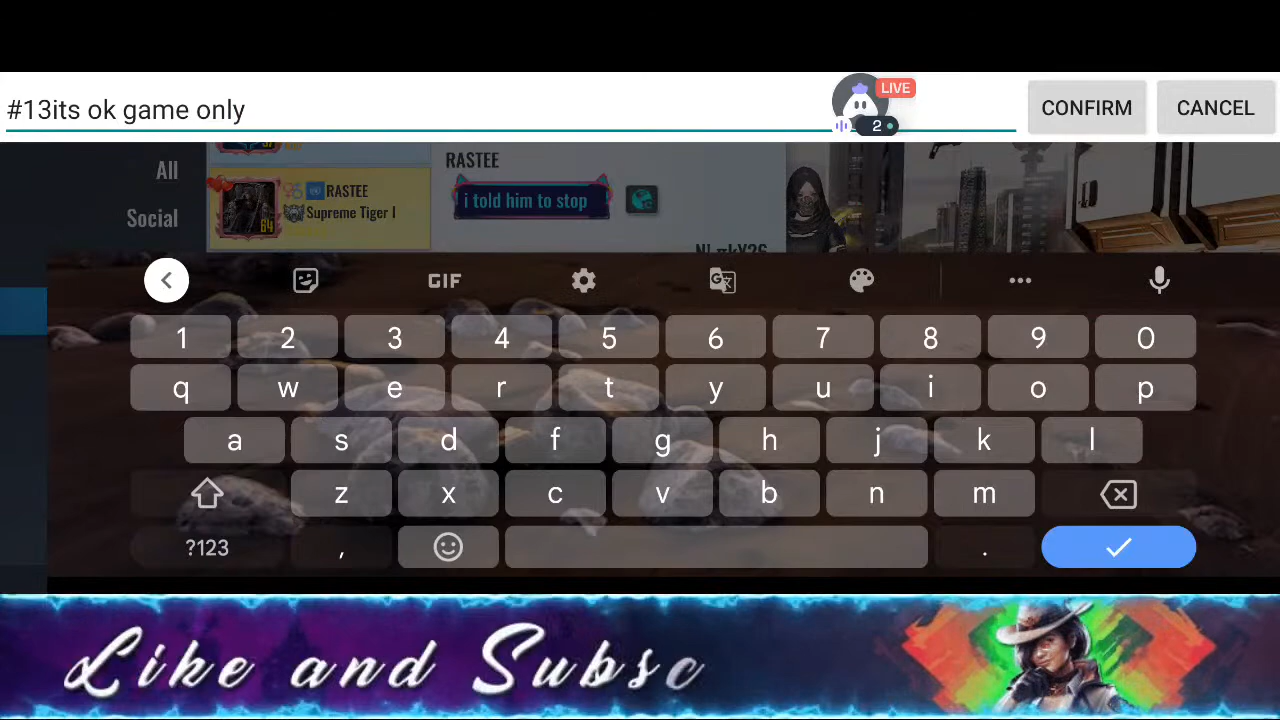 #13its ok game only
LIVE
2
CONFIRM
CANCEL
All
Social
RASTEE
Supreme Tiger I
64
RASTEE
i told him to stop
GIF
1 2 3 4 5 6 7 8 9 0
q w e r t y u i o p
a s d f g h j k l
z x c v b n m
?123 , .
Like and Subsc